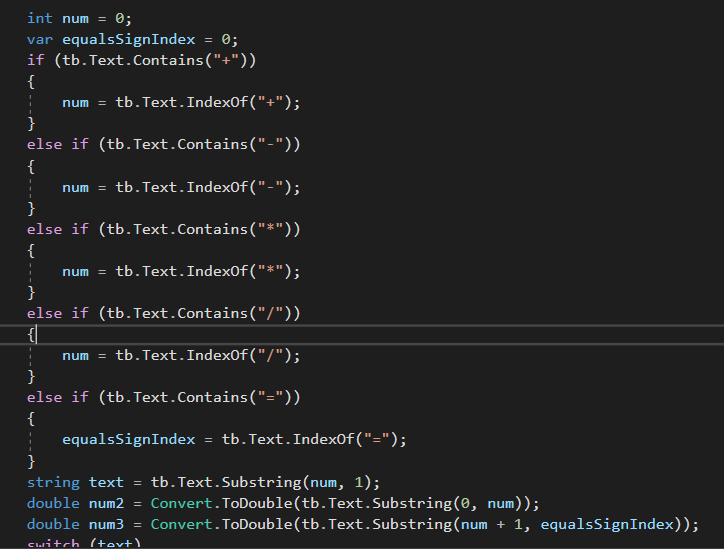 int num = 0;
var equalsSignIndex = 0;
if (tb.Text.Contains("+"))
{
num = tb.Text.IndexOf("+");
}
else if (tb.Text.Contains("-"))
{
num = tb.Text.IndexOf("-");
}
else if (tb.Text.Contains("*"))
{
num = tb.Text.IndexOf("*");
}
else if (tb.Text.Contains("/"))
{
num = tb.Text.IndexOf("/");
}
else if (tb.Text.Contains("="))
{
equalsSignIndex = tb.Text.IndexOf("=");
}
string text = tb.Text.Substring(num, 1);
double num2 = Convert.ToDouble(tb.Text.Substring(0, num));
double num3 = Convert.ToDouble(tb.Text.Substring(num + 1, equalsSignIndex));
switch (text)